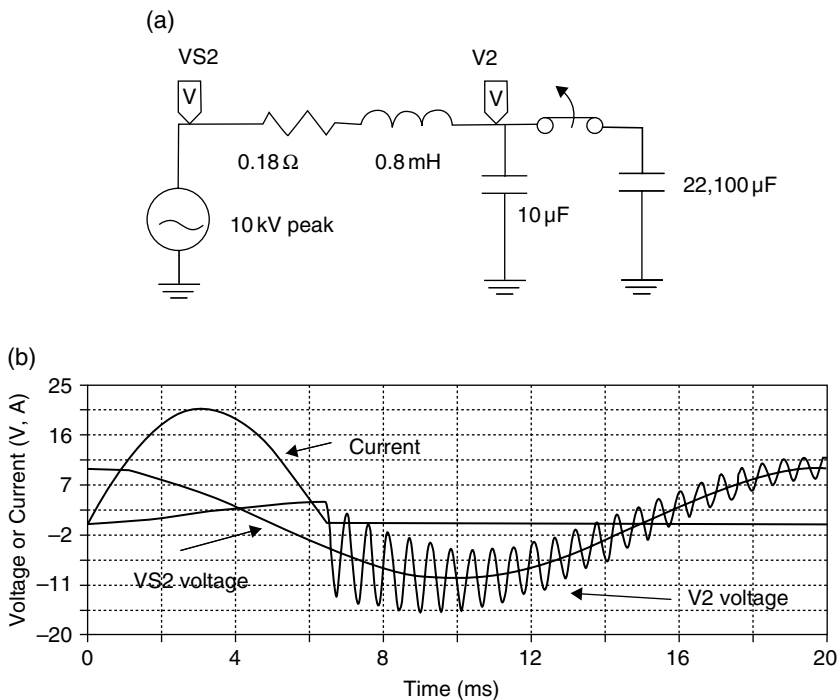 (a)
VS2
V2
V
V
0.18 Ω
0.8 mH
22,100 µF
10 µF
10 kV peak
(b)
Voltage or Current (V, A)
25
16
7
–2
–11
–20
Current
VS2 voltage
V2 voltage
0
4
8
12
16
20
Time (ms)